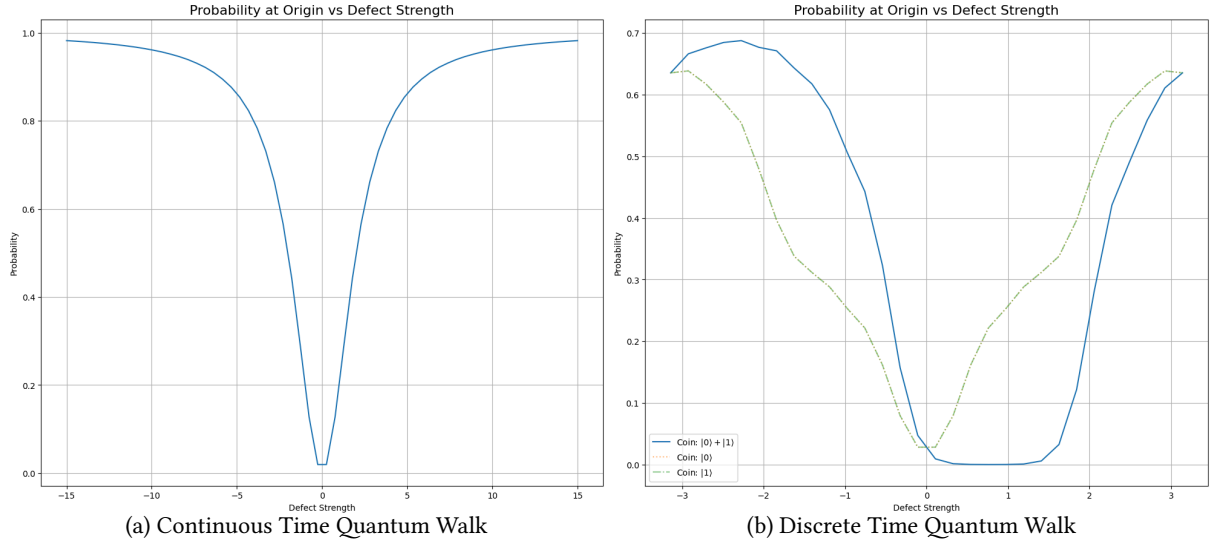 Probability at Origin vs Defect Strength
1.0
0.8
0.6
0.4
0.2
0.0
Probability
−15
−10
−5
0
5
10
15
Defect Strength
(a) Continuous Time Quantum Walk
Probability at Origin vs Defect Strength
0.7
0.6
0.5
0.4
0.3
0.2
0.1
0.0
Probability
Coin: |0⟩ + |1⟩
Coin: |0⟩
Coin: |1⟩
−3
−2
−1
0
1
2
3
Defect Strength
(b) Discrete Time Quantum Walk